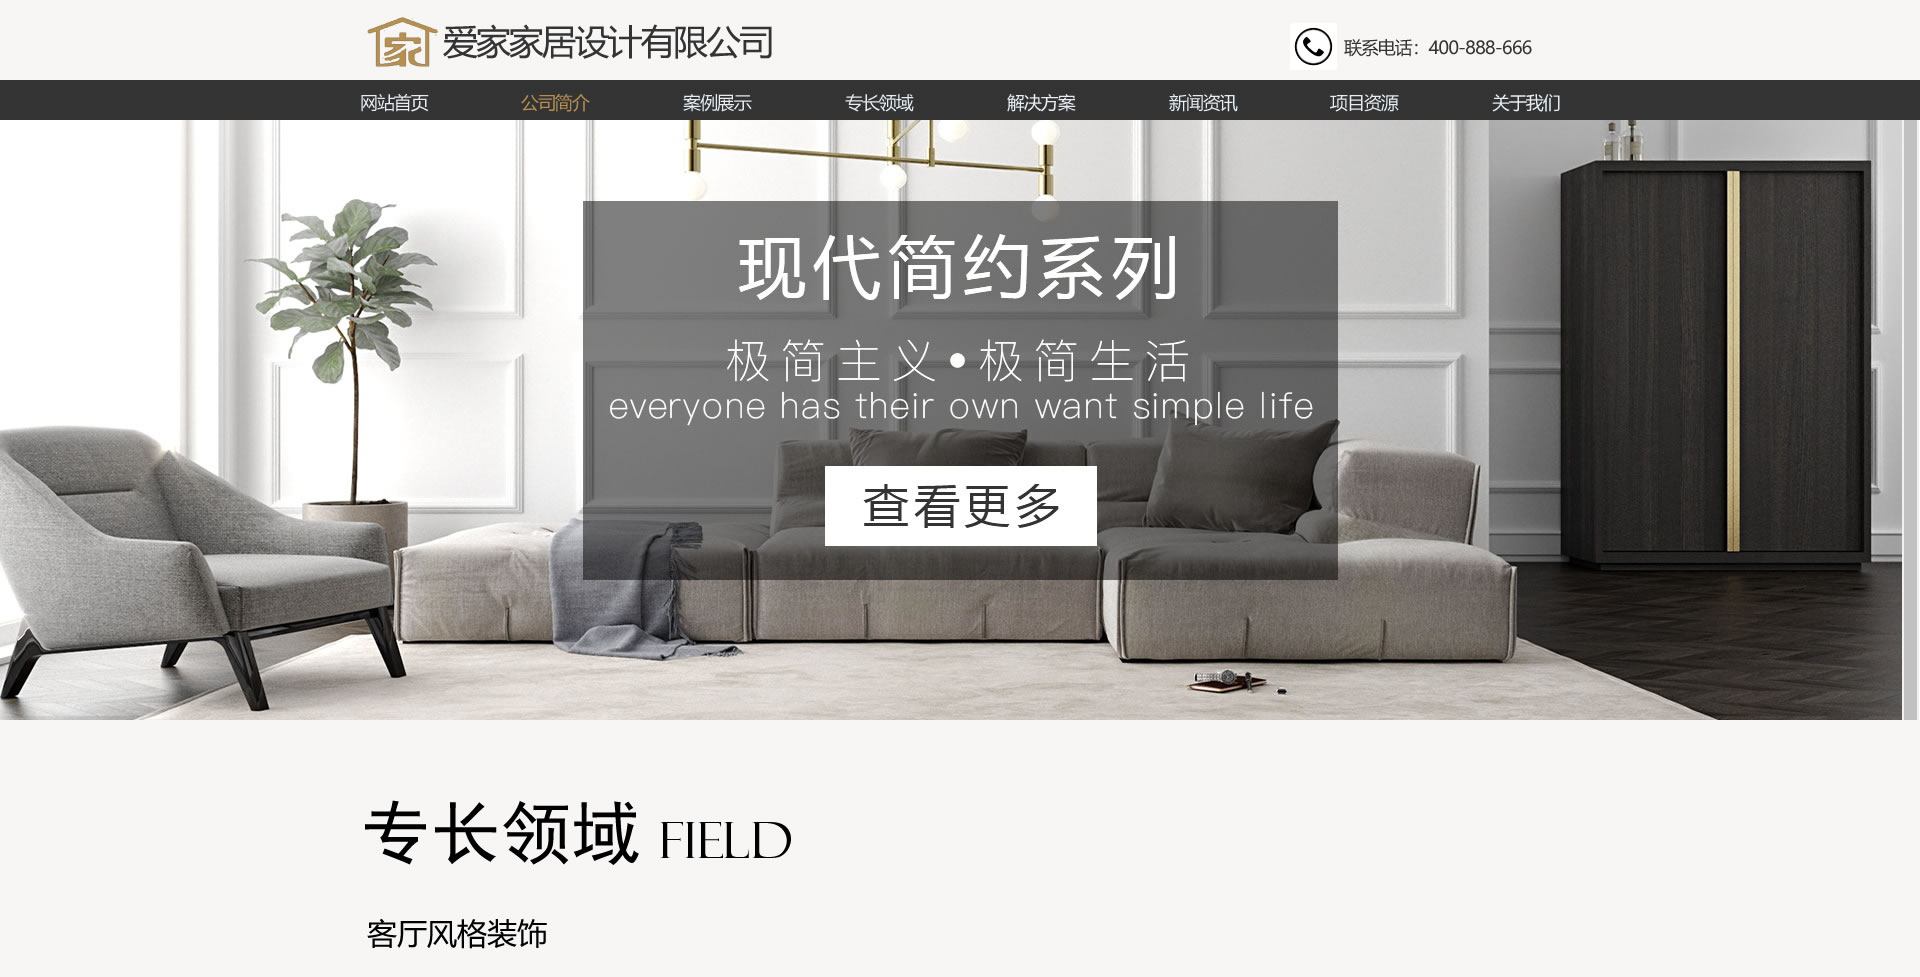 家 爱家家居设计有限公司
联系电话：400-888-666
网站首页 公司简介 案例展示 专长领域 解决方案 新闻资讯 项目资源 关于我们
现代简约系列
极简主义•极简生活
everyone has their own want simple life
查看更多
专长领域 FIELD
客厅风格装饰